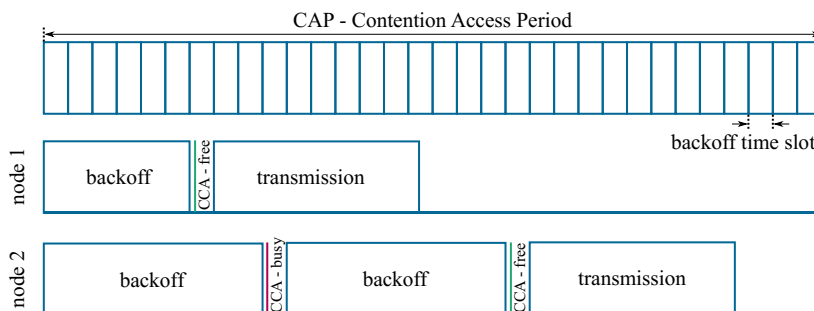 CAP - Contention Access Period
backoff time slot
node 1
backoff
CCA - free
transmission
node 2
backoff
CCA - busy
backoff
CCA - free
transmission